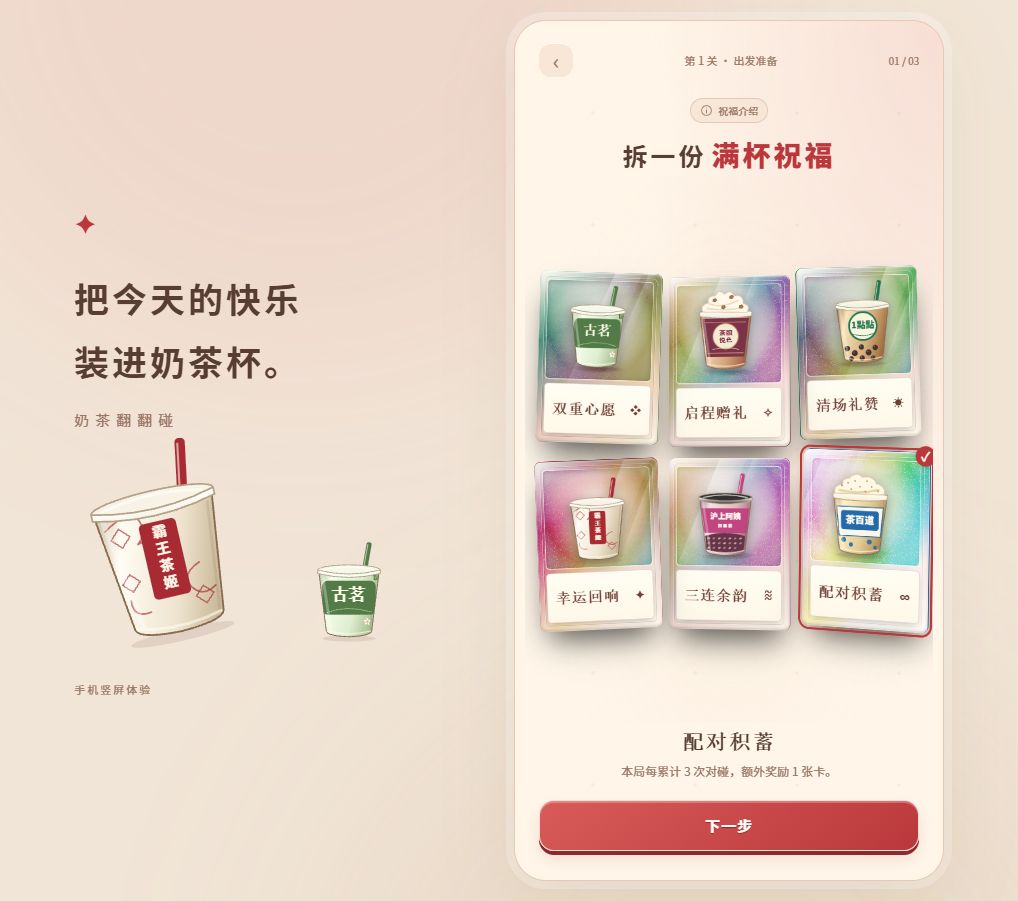 把今天的快乐
装进奶茶杯。
奶茶翻翻碰
霸王茶姬
古茗
手机竖屏体验
‹
第 1 关 · 出发准备
01 / 03
祝福介绍
拆一份 满杯祝福
古茗
双重心愿
茶颜
悦色
启程赠礼
1點點
清场礼赞
霸王茶姬
幸运回响
沪上阿姨
三连余韵
茶百道
配对积蓄
配对积蓄
本局每累计 3 次对碰，额外奖励 1 张卡。
下一步